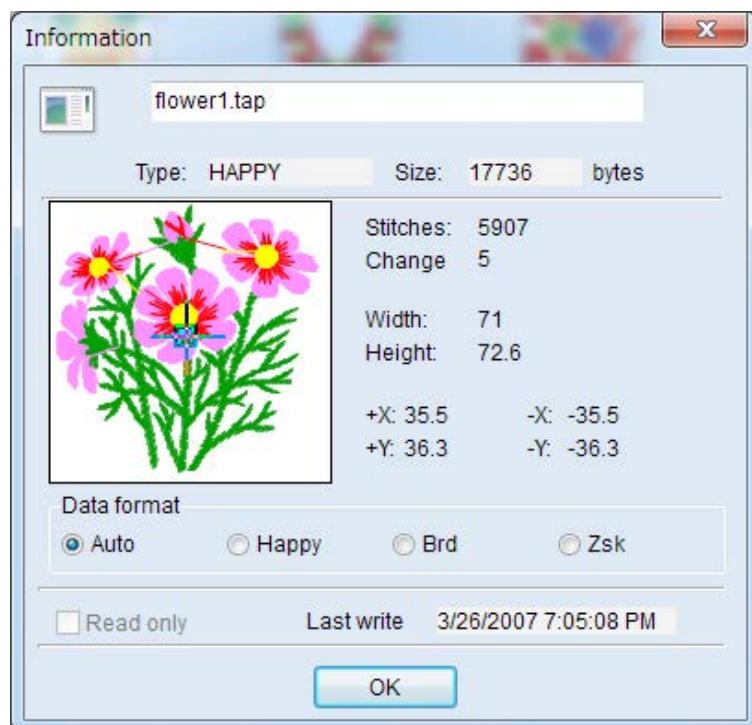 Information
flower1.tap
Type: HAPPY Size: 17736 bytes
Stitches: 5907
Change 5
Width: 71
Height: 72.6
+X: 35.5 -X: -35.5
+Y: 36.3 -Y: -36.3
Data format
Auto Happy Brd Zsk
Read only Last write 3/26/2007 7:05:08 PM
OK